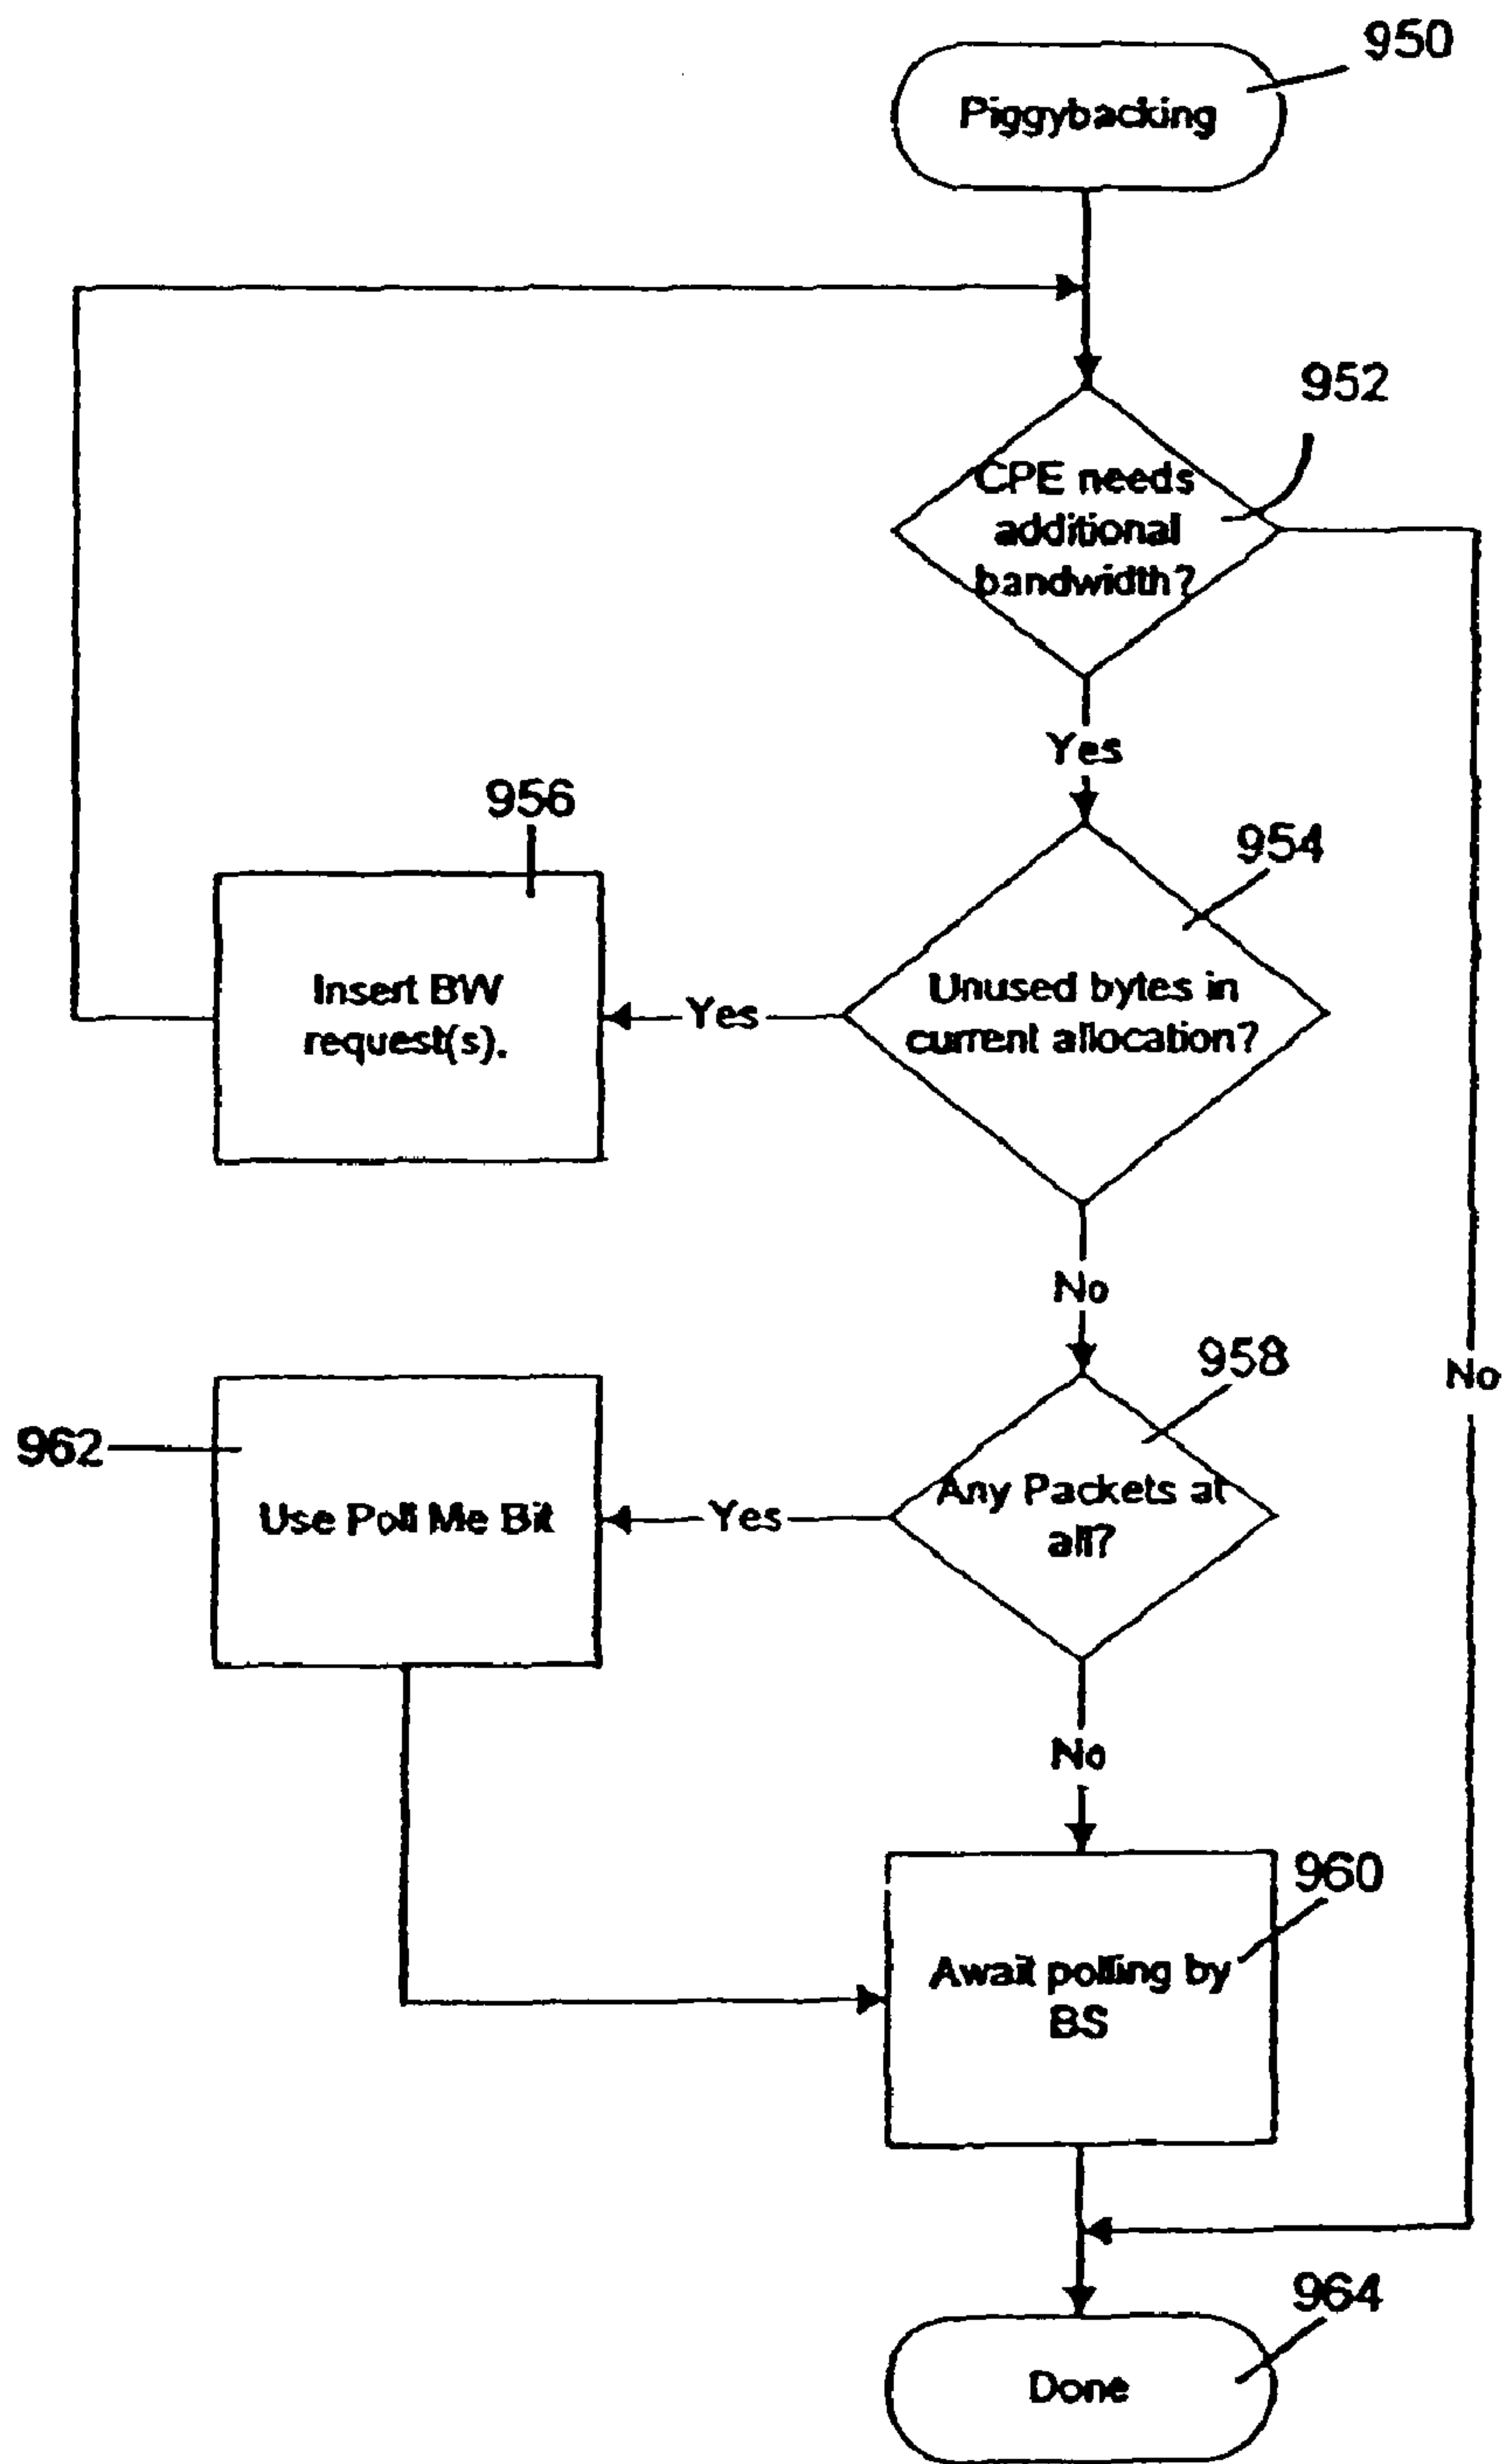 950
Piggybacking
952
CPE needs
additional
bandwidth?
Yes
956
954
Insert BW
request(s).
Yes
Unused bytes in
current allocation?
No
958
No
962
Use Poll Me Bit
Yes
Any Packets at
all?
No
960
Await polling by
BS
964
Done